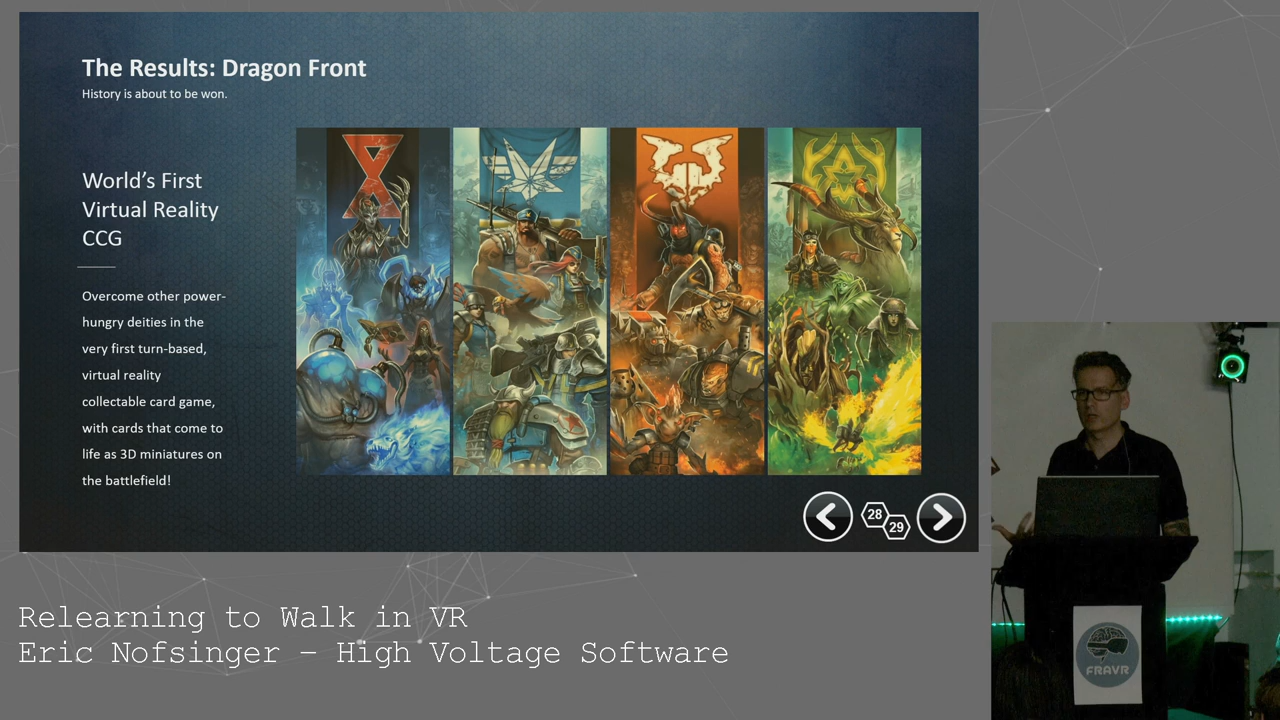 The Results: Dragon Front
History is about to be won.
World's First
Virtual Reality
CCG
Overcome other power-
hungry deities in the
very first turn-based,
virtual reality
collectable card game,
with cards that come to
life as 3D miniatures on
the battlefield!
28
29
FRAVR
Relearning to Walk in VR
Eric Nofsinger – High Voltage Software